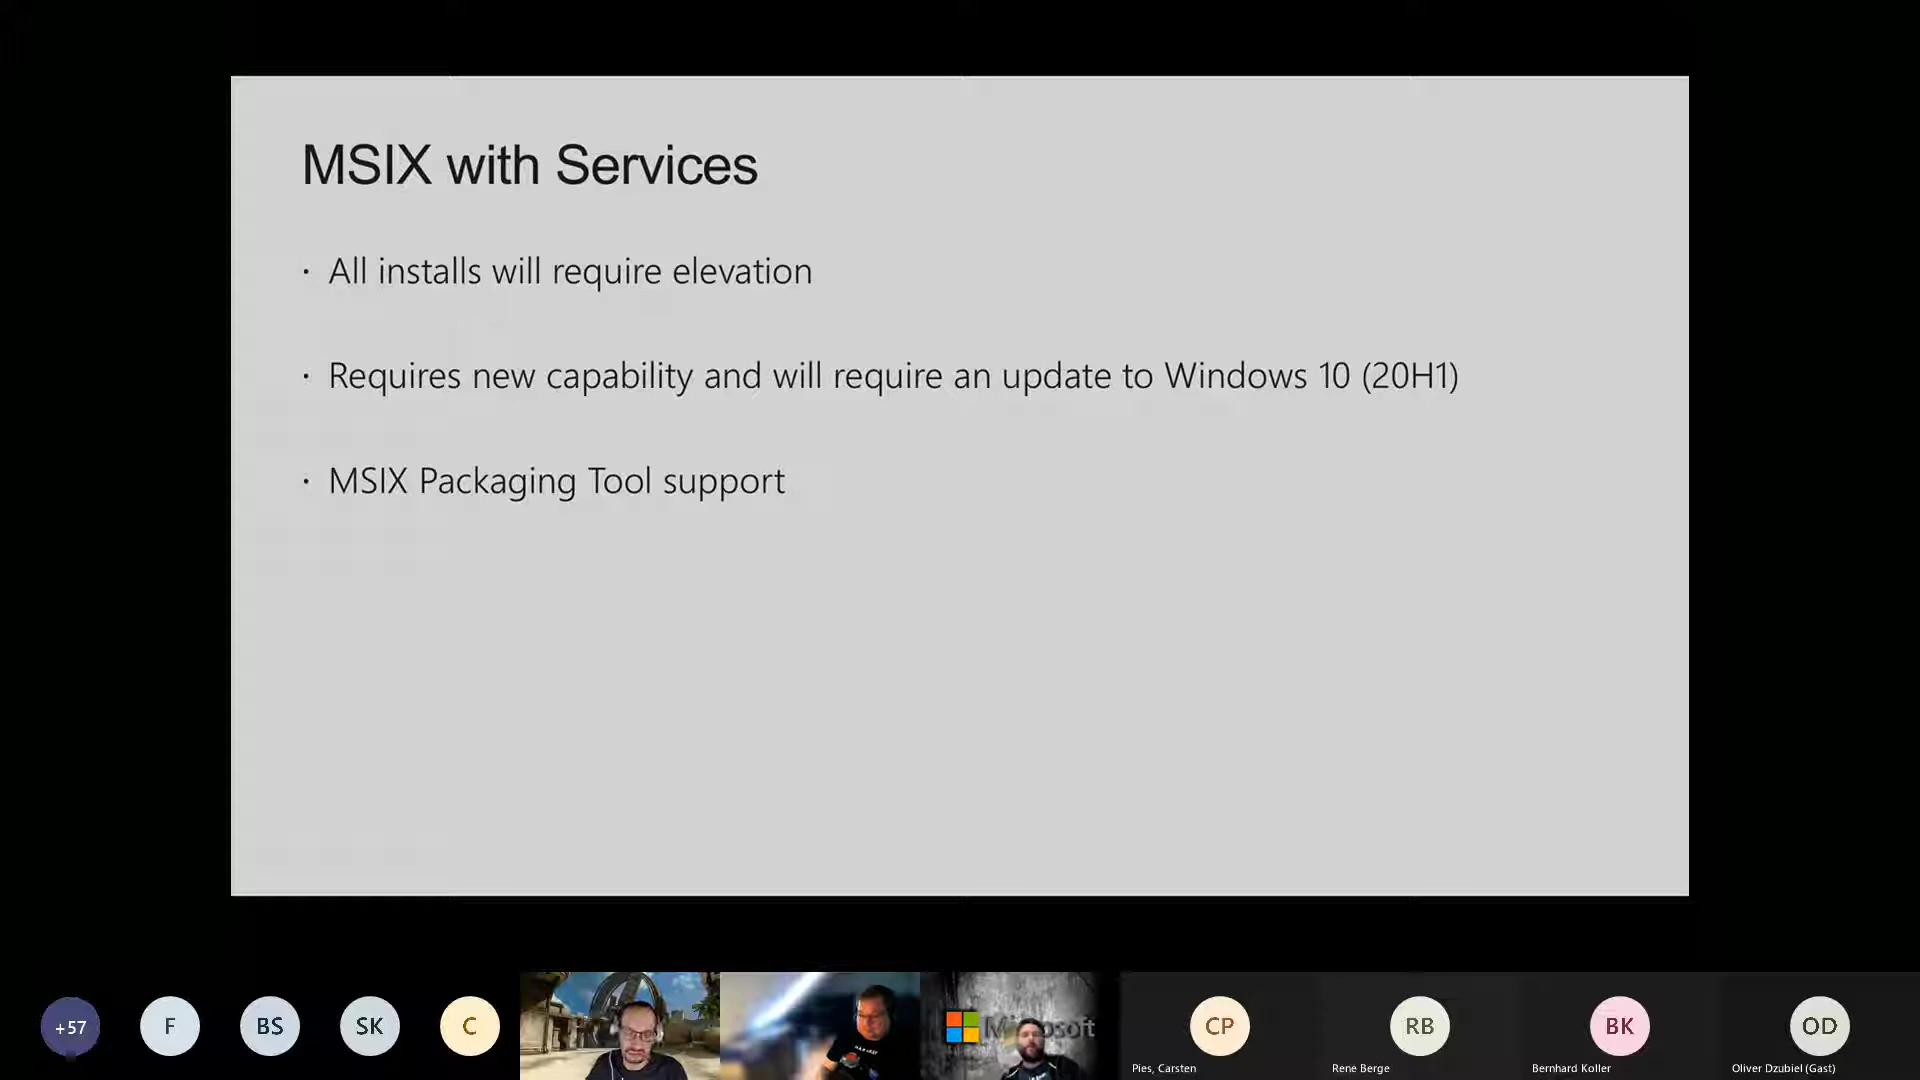 MSIX with Services
· All installs will require elevation
· Requires new capability and will require an update to Windows 10 (20H1)
· MSIX Packaging Tool support
+57
F
BS
SK
C
CP
RB
BK
OD
Pies, Carsten
Rene Berge
Bernhard Koller
Oliver Dzubiel (Gast)